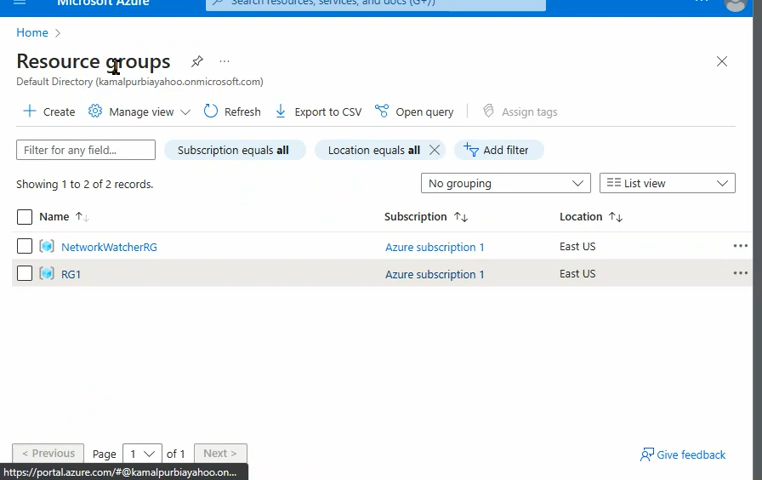 Microsoft Azure
Search resources, services, and docs (G+/)
Home >
Resource groups
Default Directory (kamalpurbiayahoo.onmicrosoft.com)
Create Manage view Refresh Export to CSV Open query Assign tags
Filter for any field... Subscription equals all Location equals all Add filter
Showing 1 to 2 of 2 records. No grouping List view
Name Subscription Location
NetworkWatcherRG Azure subscription 1 East US
RG1 Azure subscription 1 East US
< Previous Page 1 of 1 Next > Give feedback
https://portal.azure.com/#@kamalpurbiayahoo.on...